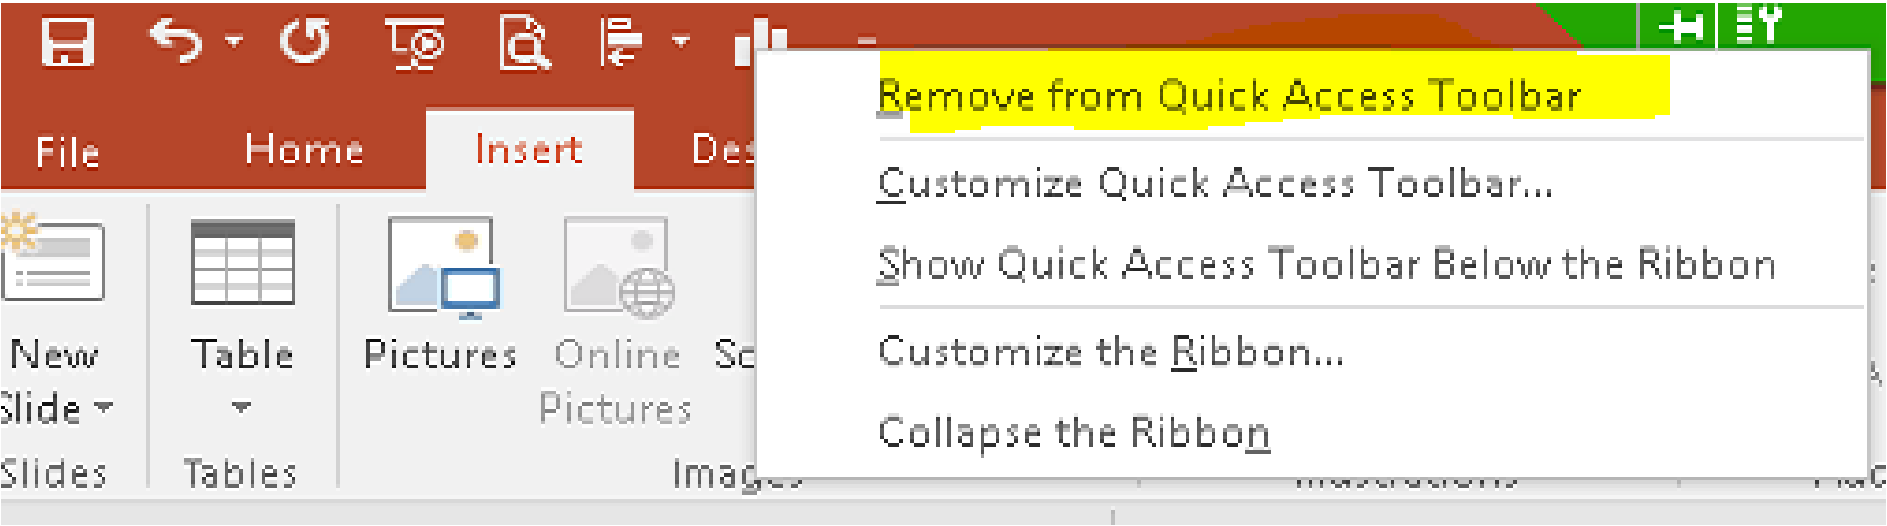 Remove from Quick Access Toolbar
File Home Insert
Customize Quick Access Toolbar...
Show Quick Access Toolbar Below the Ribbon
New Table Pictures Online
Customize the Ribbon...
Slide Pictures
Collapse the Ribbon
Slides Tables Images